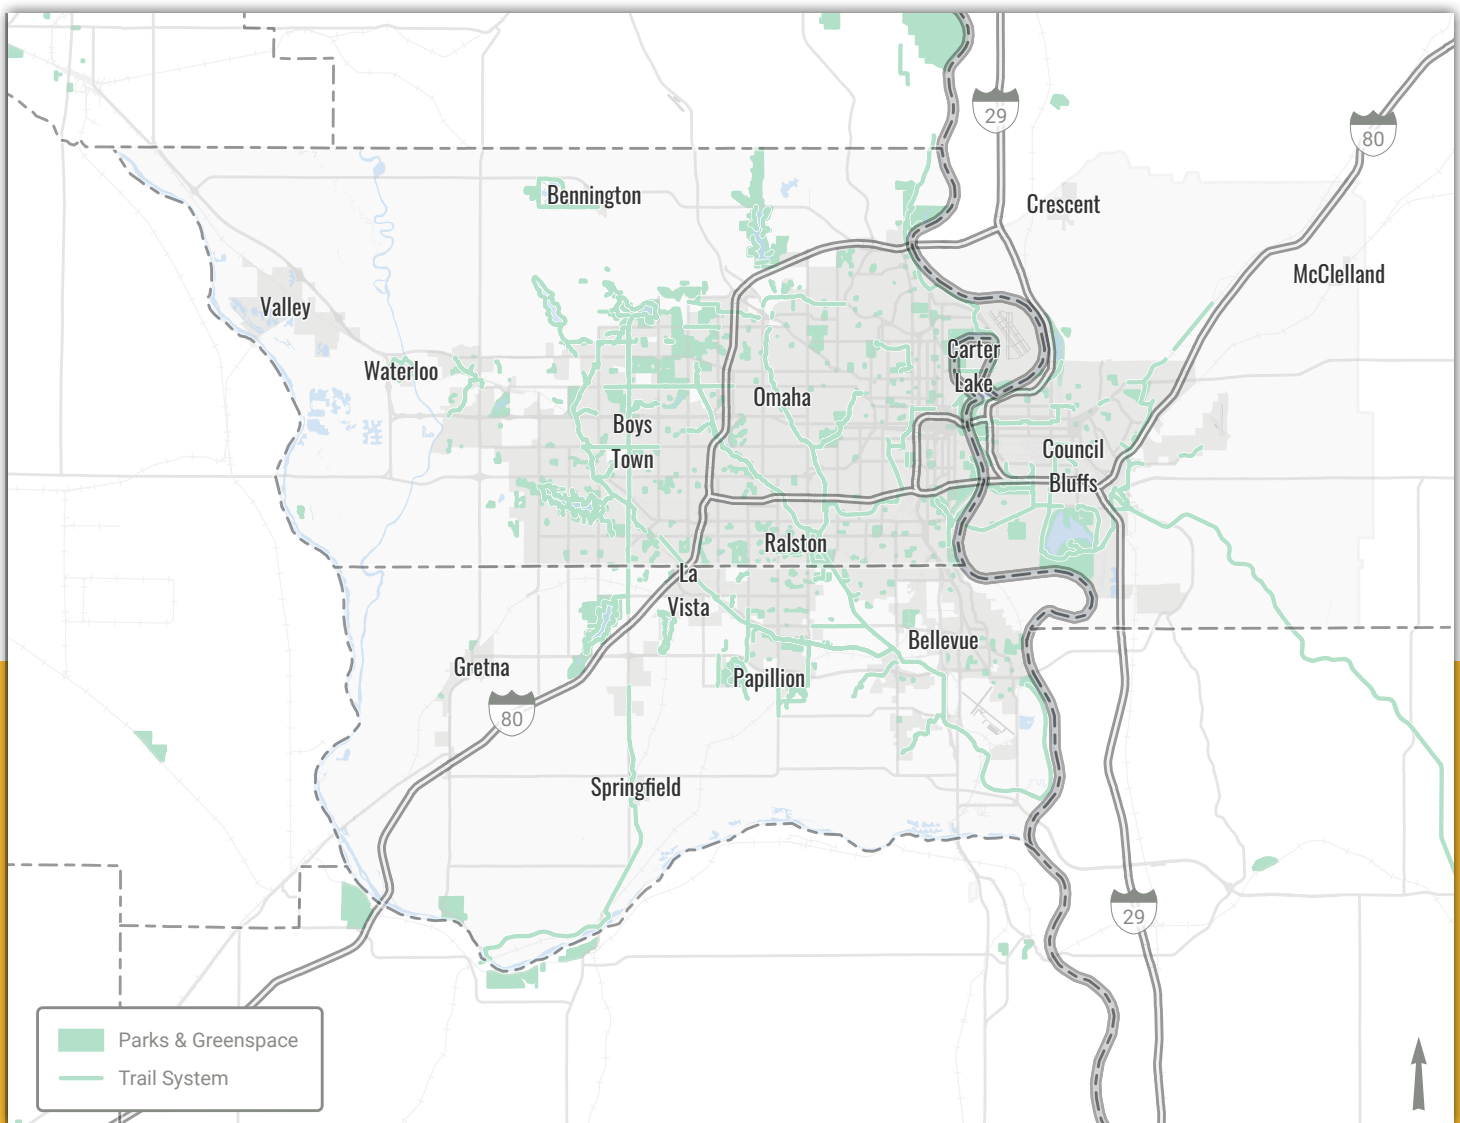 29
80
Bennington
Crescent
McClelland
Valley
Waterloo
Carter
Lake
Omaha
Boys
Town
Council
Bluffs
Ralston
La
Vista
Bellevue
Gretna
Papillion
80
Springfield
29
Parks & Greenspace
Trail System